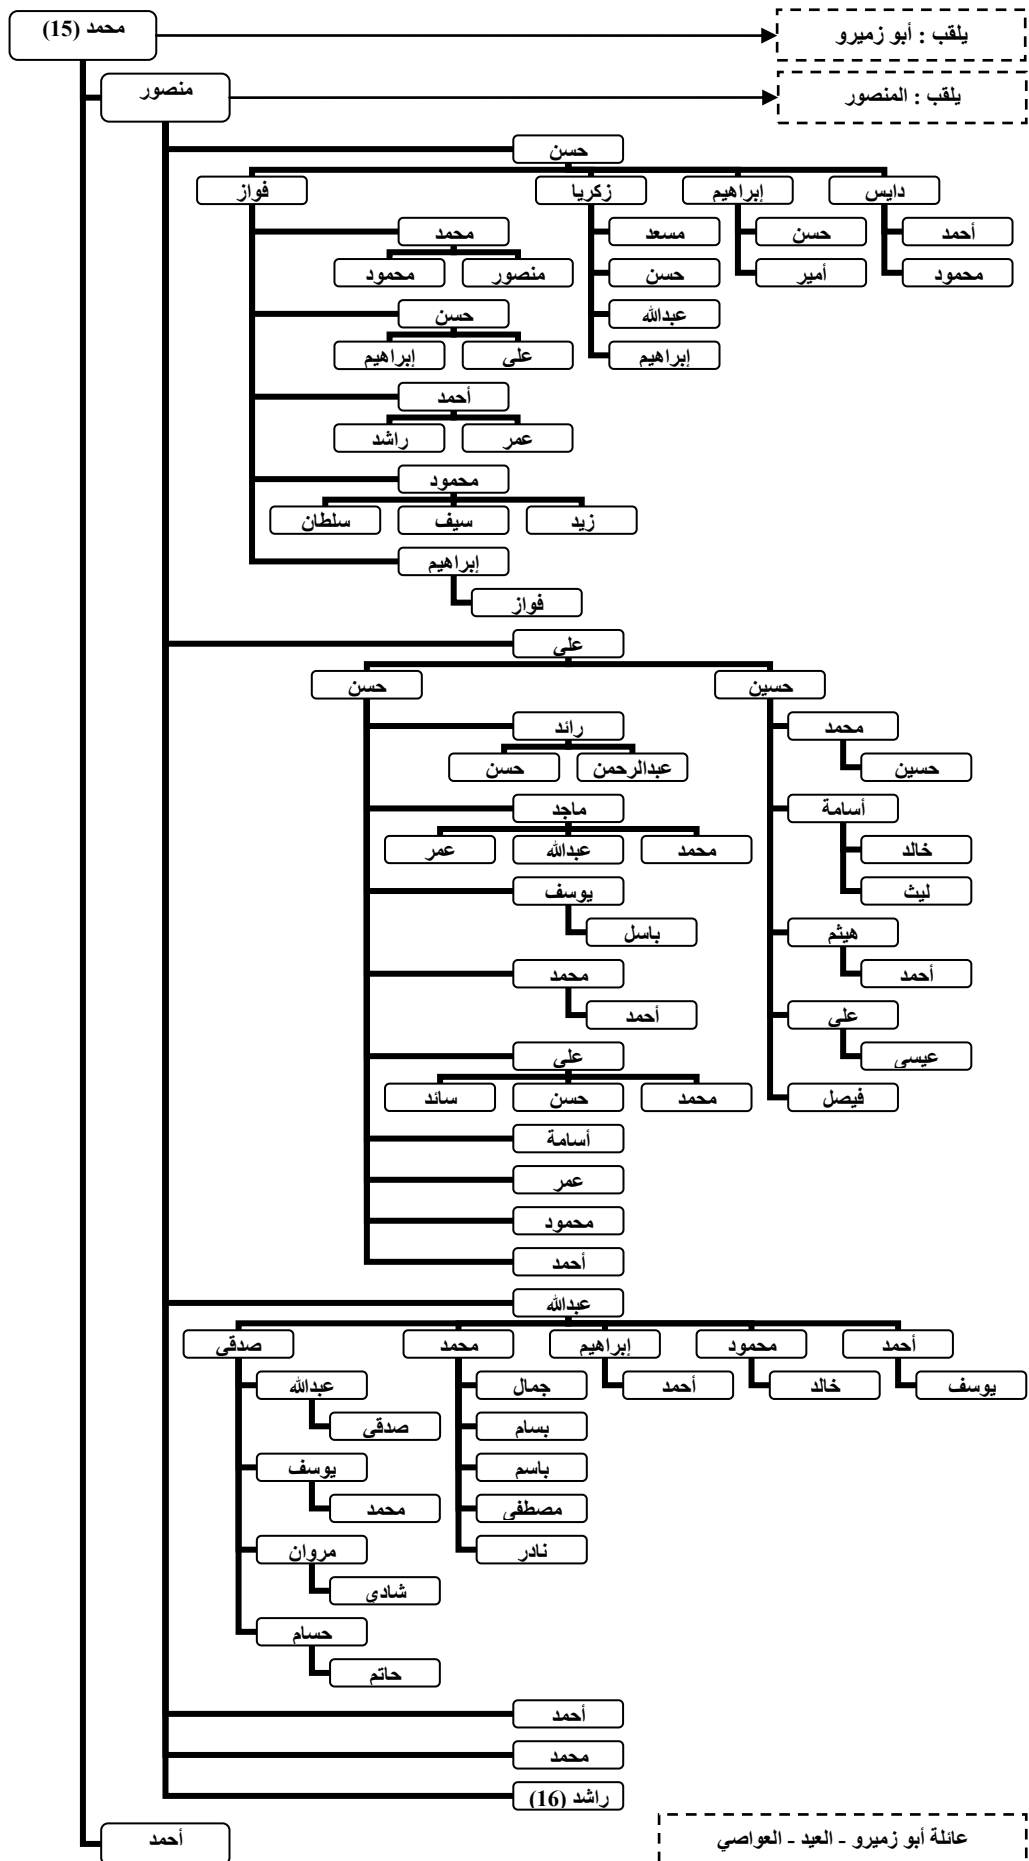 محمد (15)
يلقب : أبو زميرو
منصور
يلقب : المنصور
حسن
دايس
إبراهيم
زكريا
فواز
أحمد
حسن
مسعد
محمد
محمود
أمير
حسن
منصور
محمود
عبدالله
حسن
إبراهيم
علي
إبراهيم
أحمد
عمر
راشد
محمود
زيد
سيف
سلطان
إبراهيم
فواز
علي
حسين
حسن
محمد
رائد
حسين
عبدالرحمن
حسن
أسامة
ماجد
خالد
محمد
عبدالله
عمر
ليث
يوسف
هيثم
باسل
أحمد
محمد
علي
أحمد
عيسى
علي
فيصل
محمد
حسن
سائد
أسامة
عمر
محمود
أحمد
عبدالله
أحمد
محمود
إبراهيم
محمد
صدقي
يوسف
خالد
أحمد
جمال
عبدالله
بسام
صدقي
باسم
يوسف
مصطفى
محمد
نادر
مروان
شادي
حسام
حاتم
أحمد
محمد
راشد (16)
أحمد
عائلة أبو زميرو - العيد - العواصي